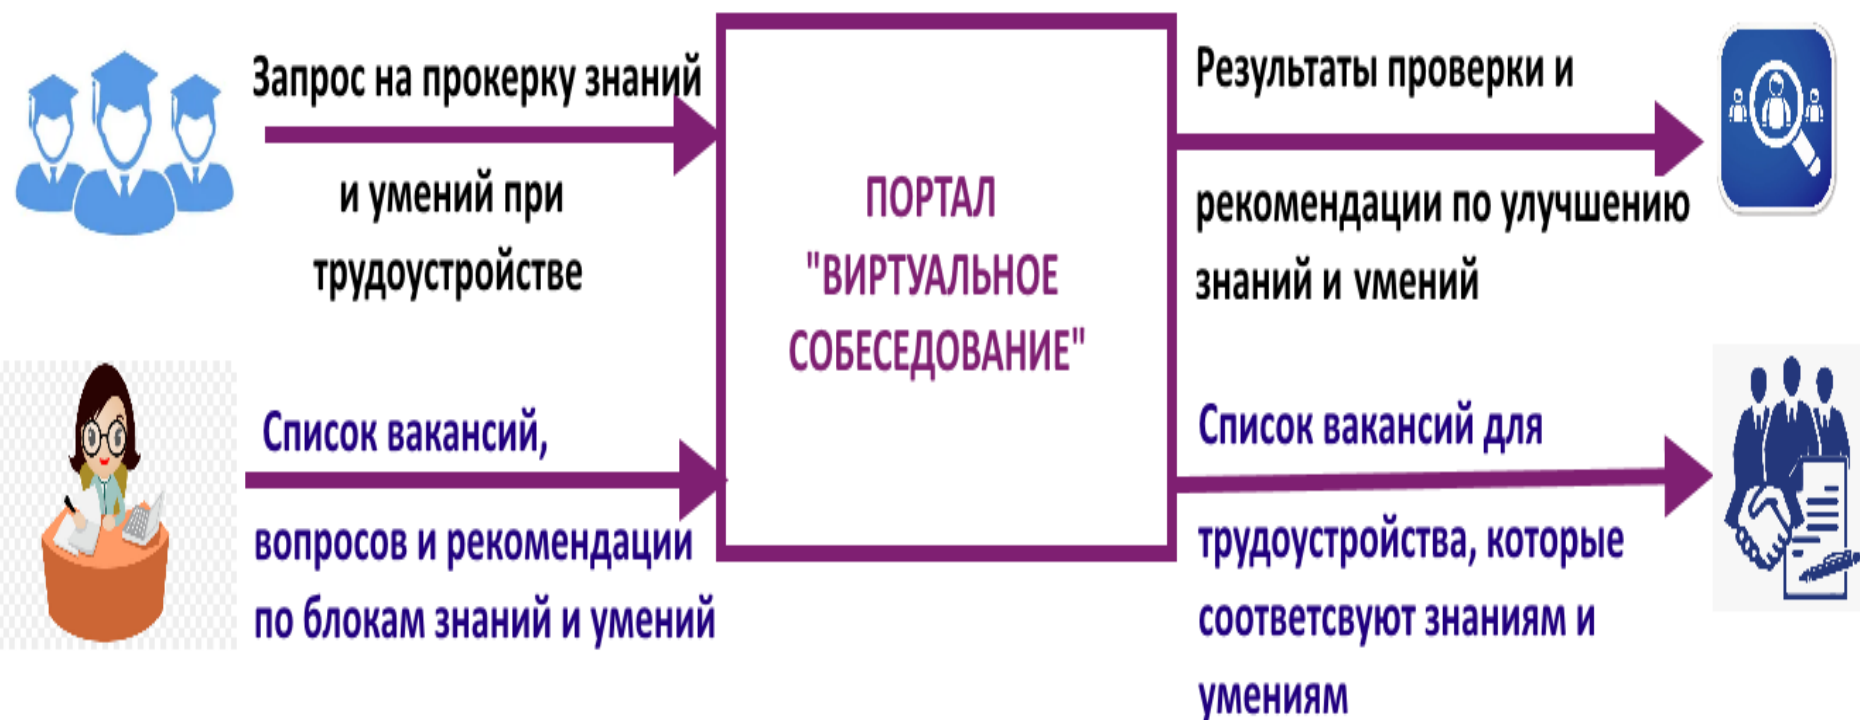 Запрос на прокерку знаний
и умений при
трудоустройстве
Список вакансий,
вопросов и рекомендации
по блокам знаний и умений
ПОРТАЛ
"ВИРТУАЛЬНОЕ
СОБЕСЕДОВАНИЕ"
Результаты проверки и
рекомендации по улучшению
знаний и умений
Список вакансий для
трудоустройства, которые
соответсвуют знаниям и
умениям